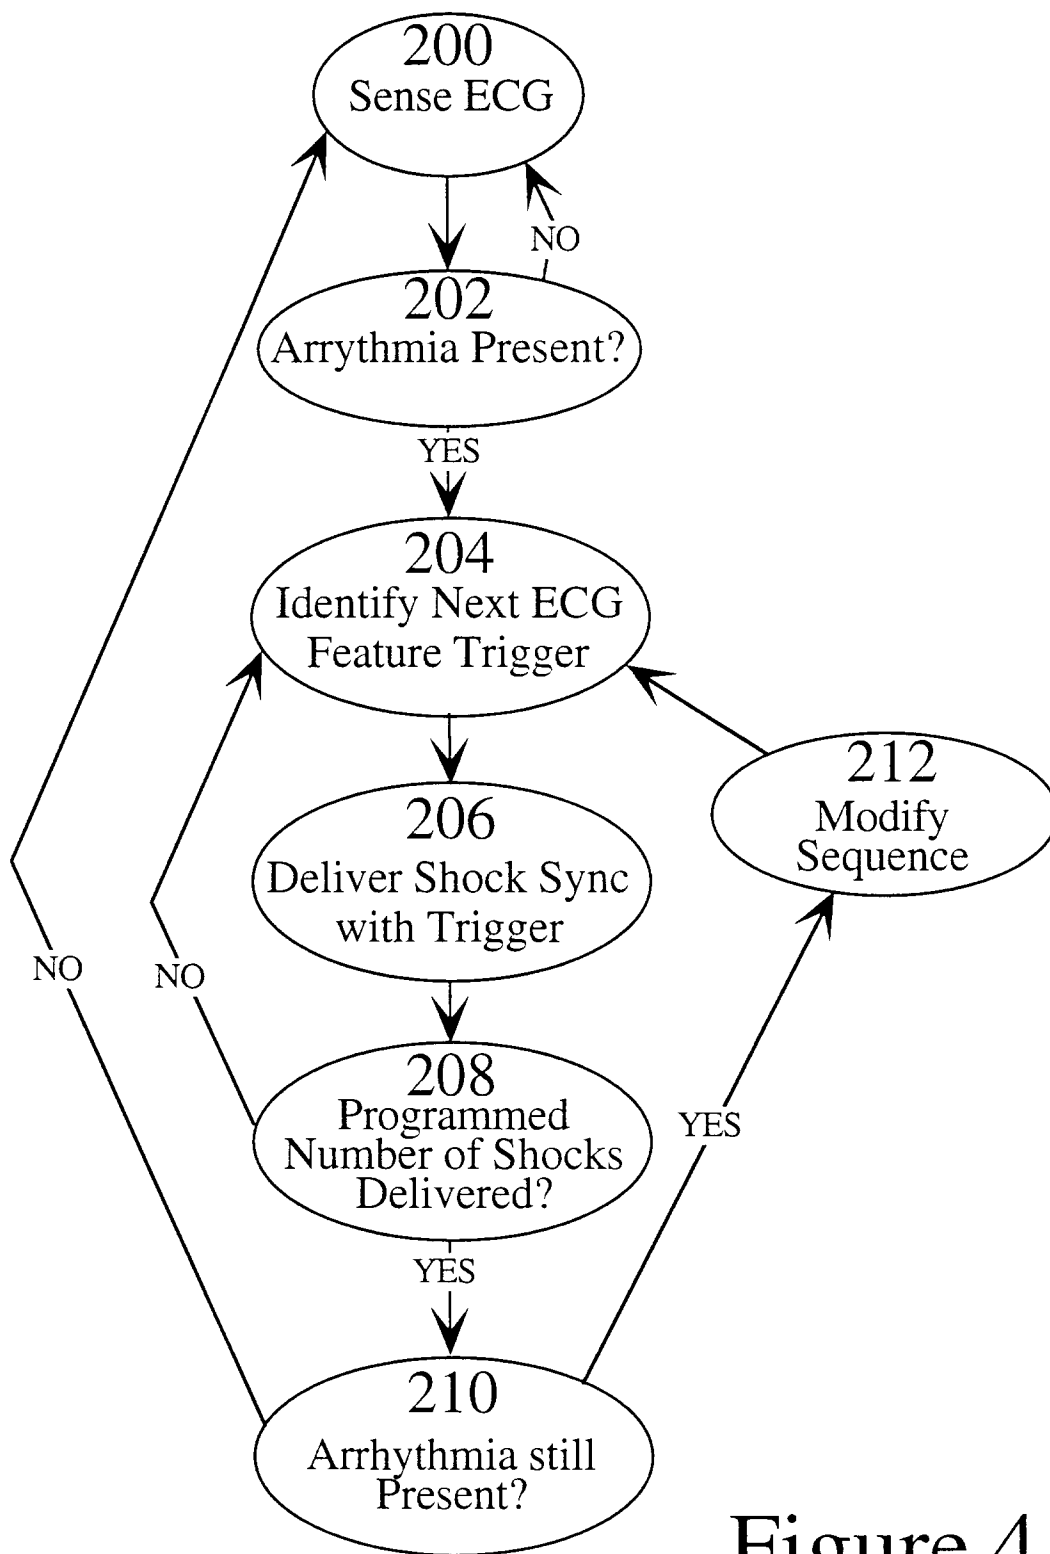 200
Sense ECG
NO
202
Arrythmia Present?
YES
204
Identify Next ECG
Feature Trigger
212
Modify
Sequence
206
Deliver Shock Sync
with Trigger
NO
NO
208
Programmed
Number of Shocks
Delivered?
YES
YES
210
Arrhythmia still
Present?
Figure 4